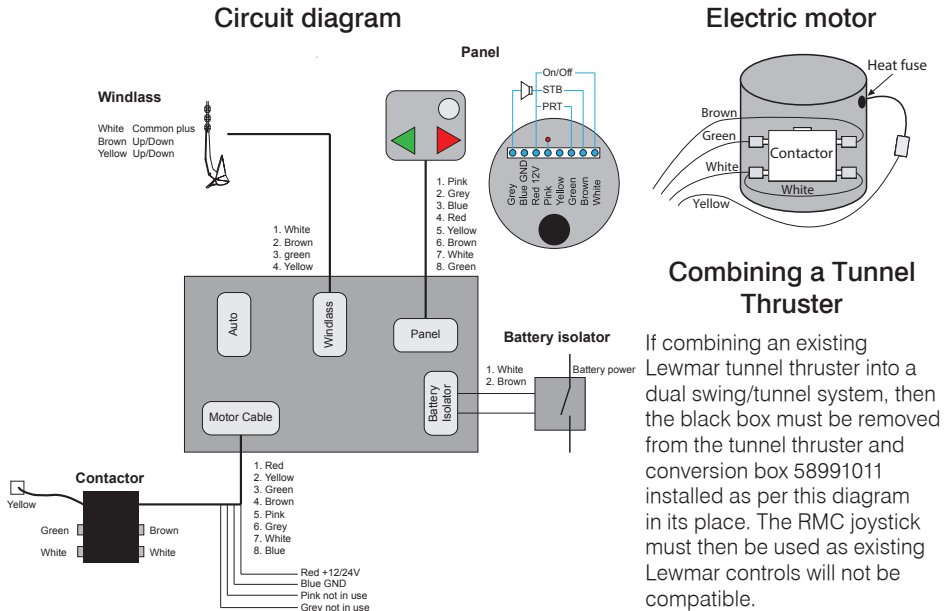 Circuit diagram
Panel
Windlass
White Common plus
Brown Up/Down
Yellow Up/Down
On/Off
STB
PRT
Grey
Blue GND
Red 12V
Pink
Yellow
Green
Brown
White
1. Pink
2. Grey
3. Blue
4. Red
5. Yellow
6. Brown
7. White
8. Green
1. White
2. Brown
3. green
4. Yellow
Auto
Windlass
Panel
Motor Cable
Battery
Isolator
Battery isolator
1. White
2. Brown
Battery power
Contactor
Yellow
Green
White
Brown
White
1. Red
2. Yellow
3. Green
4. Brown
5. Pink
6. Grey
7. White
8. Blue
Red +12/24V
Blue GND
Pink not in use
Grey not in use
Electric motor
Heat fuse
Brown
Green
Contactor
White
White
Yellow
Combining a Tunnel
Thruster
If combining an existing
Lewmar tunnel thruster into a
dual swing/tunnel system, then
the black box must be removed
from the tunnel thruster and
conversion box 58991011
installed as per this diagram
in its place. The RMC joystick
must then be used as existing
Lewmar controls will not be
compatible.